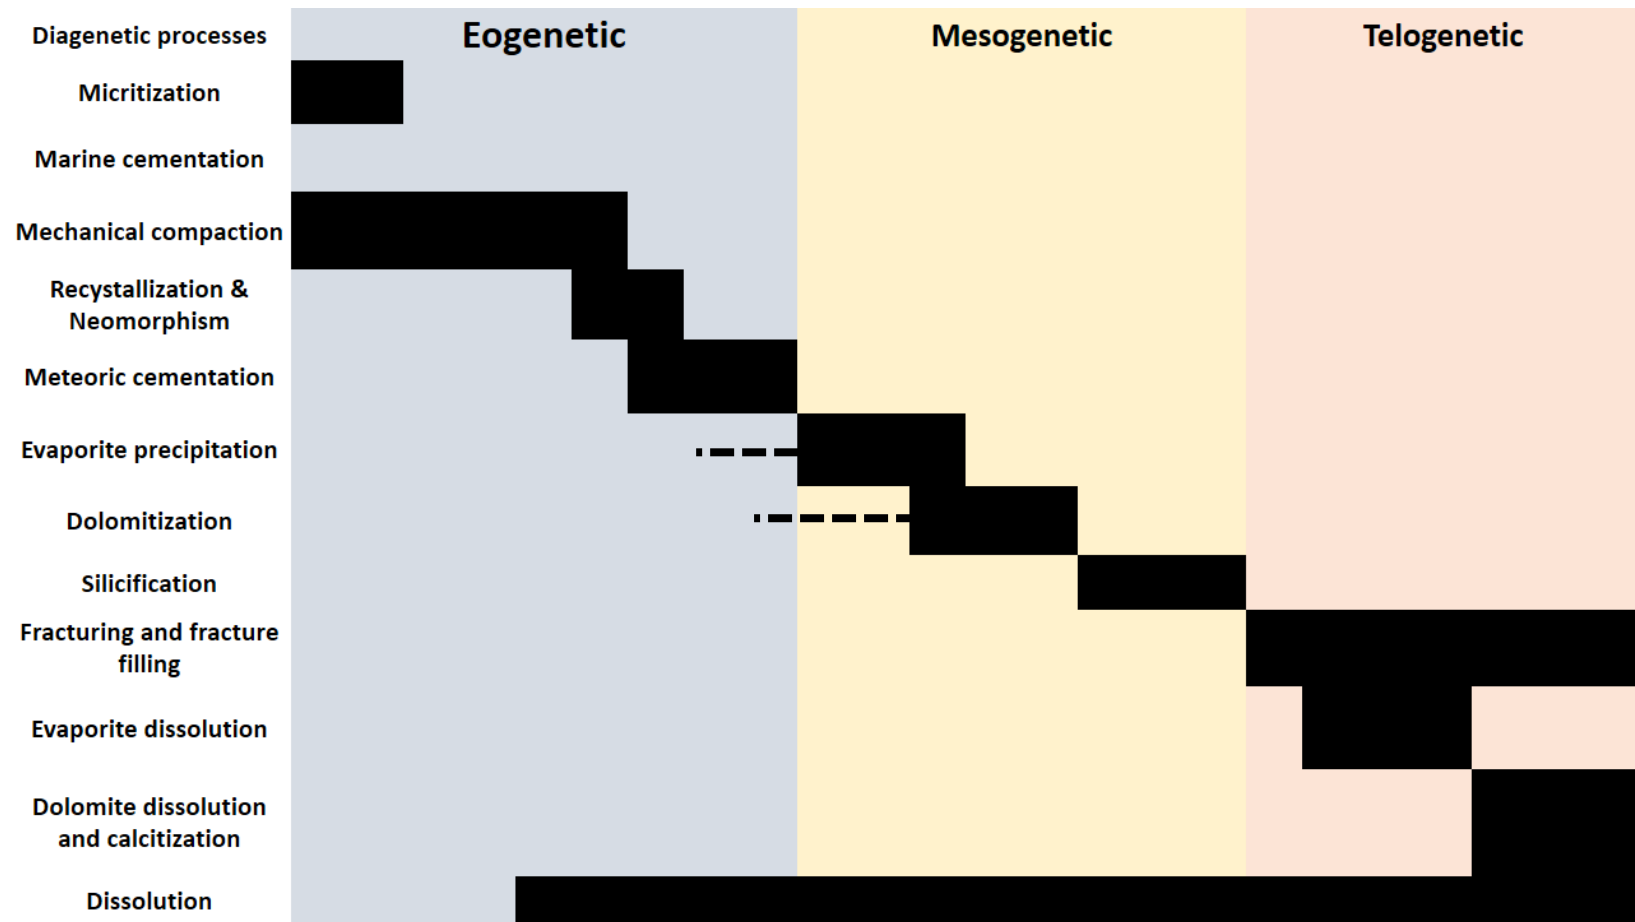 Diagenetic processes
Eogenetic
Mesogenetic
Telogenetic
Micritization
Marine cementation
Mechanical compaction
Recystallization &
Neomorphism
Meteoric cementation
Evaporite precipitation
Dolomitization
Silicification
Fracturing and fracture
filling
Evaporite dissolution
Dolomite dissolution
and calcitization
Dissolution